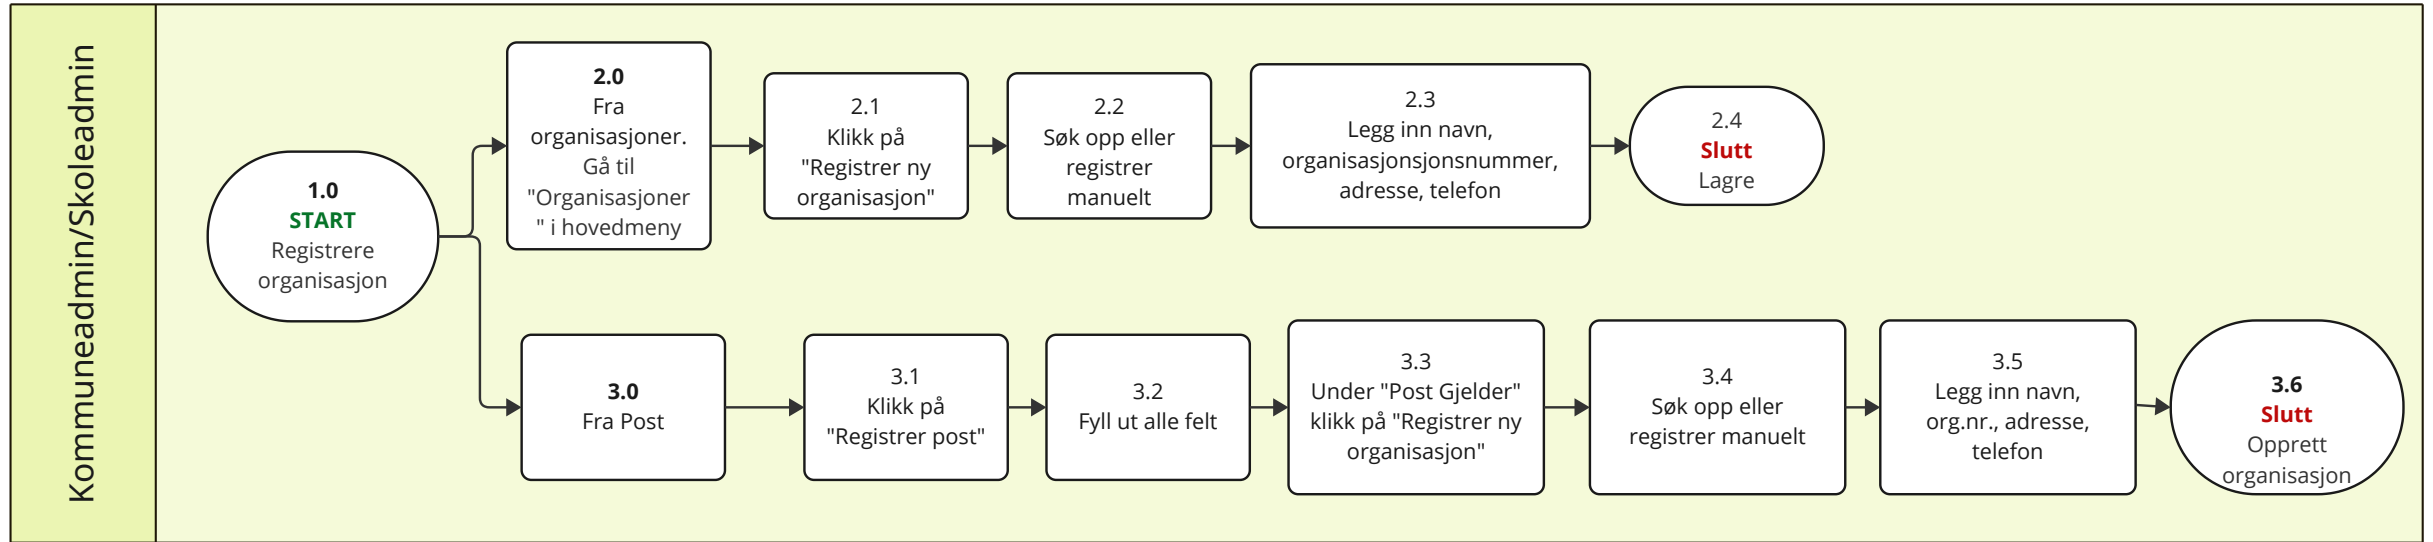 Kommuneadmin/Skoleadmin
1.0
START
Registrere
organisasjon
2.0
Fra
organisasjoner.
Gå til
"Organisasjoner
" i hovedmeny
2.1
Klikk på
"Registrer ny
organisasjon"
2.2
Søk opp eller
registrer
manuelt
2.3
Legg inn navn,
organisasjonsjonsnummer,
adresse, telefon
2.4
Slutt
Lagre
3.0
Fra Post
3.1
Klikk på
"Registrer post"
3.2
Fyll ut alle felt
3.3
Under "Post Gjelder"
klikk på "Registrer ny
organisasjon"
3.4
Søk opp eller
registrer manuelt
3.5
Legg inn navn,
org.nr., adresse,
telefon
3.6
Slutt
Opprett
organisasjon